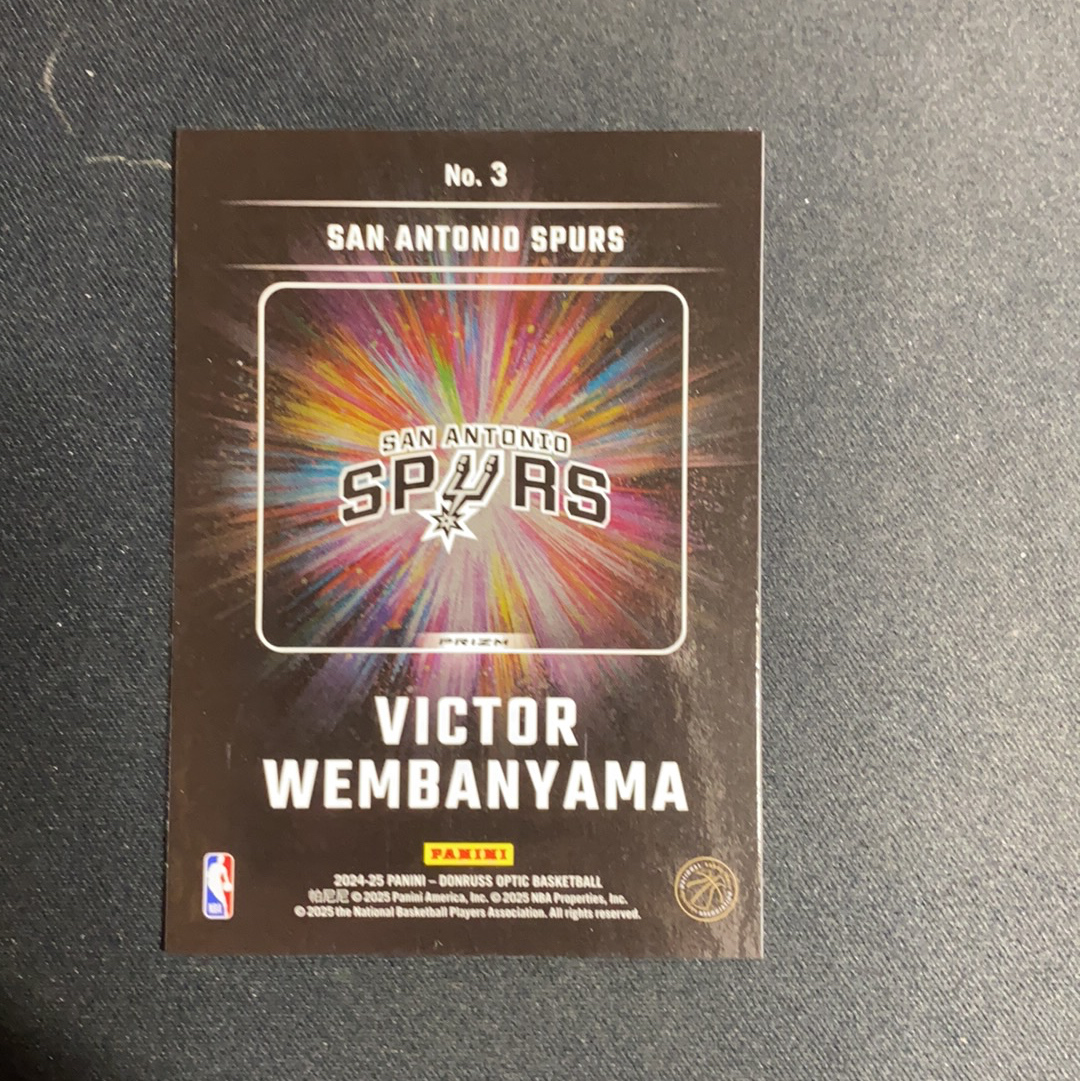 No. 3
SAN ANTONIO SPURS
SAN ANTONIO
SPURS
PRIZM
VICTOR
WEMBANYAMA
PANINI
2024-25 PANINI – DONRUSS OPTIC BASKETBALL
帕尼尼 © 2025 Panini America, Inc. © 2025 NBA Properties, Inc.
© 2025 the National Basketball Players Association. All rights reserved.
NBA